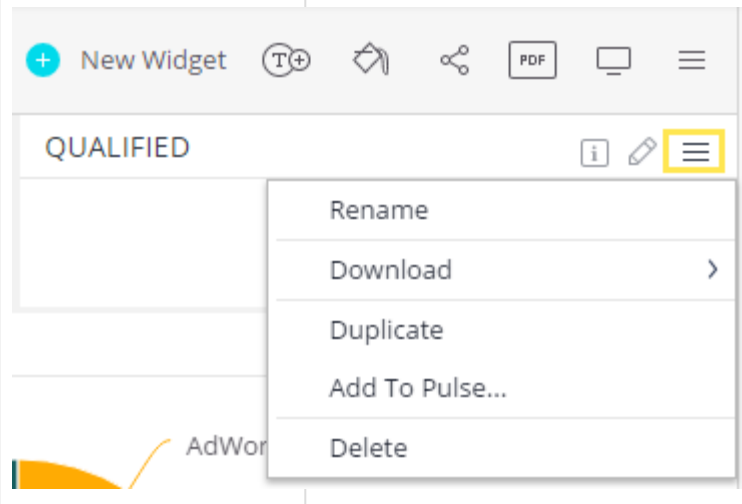 New Widget T PDF
QUALIFIED i
Rename
Download
Duplicate
Add To Pulse...
AdWor
Delete